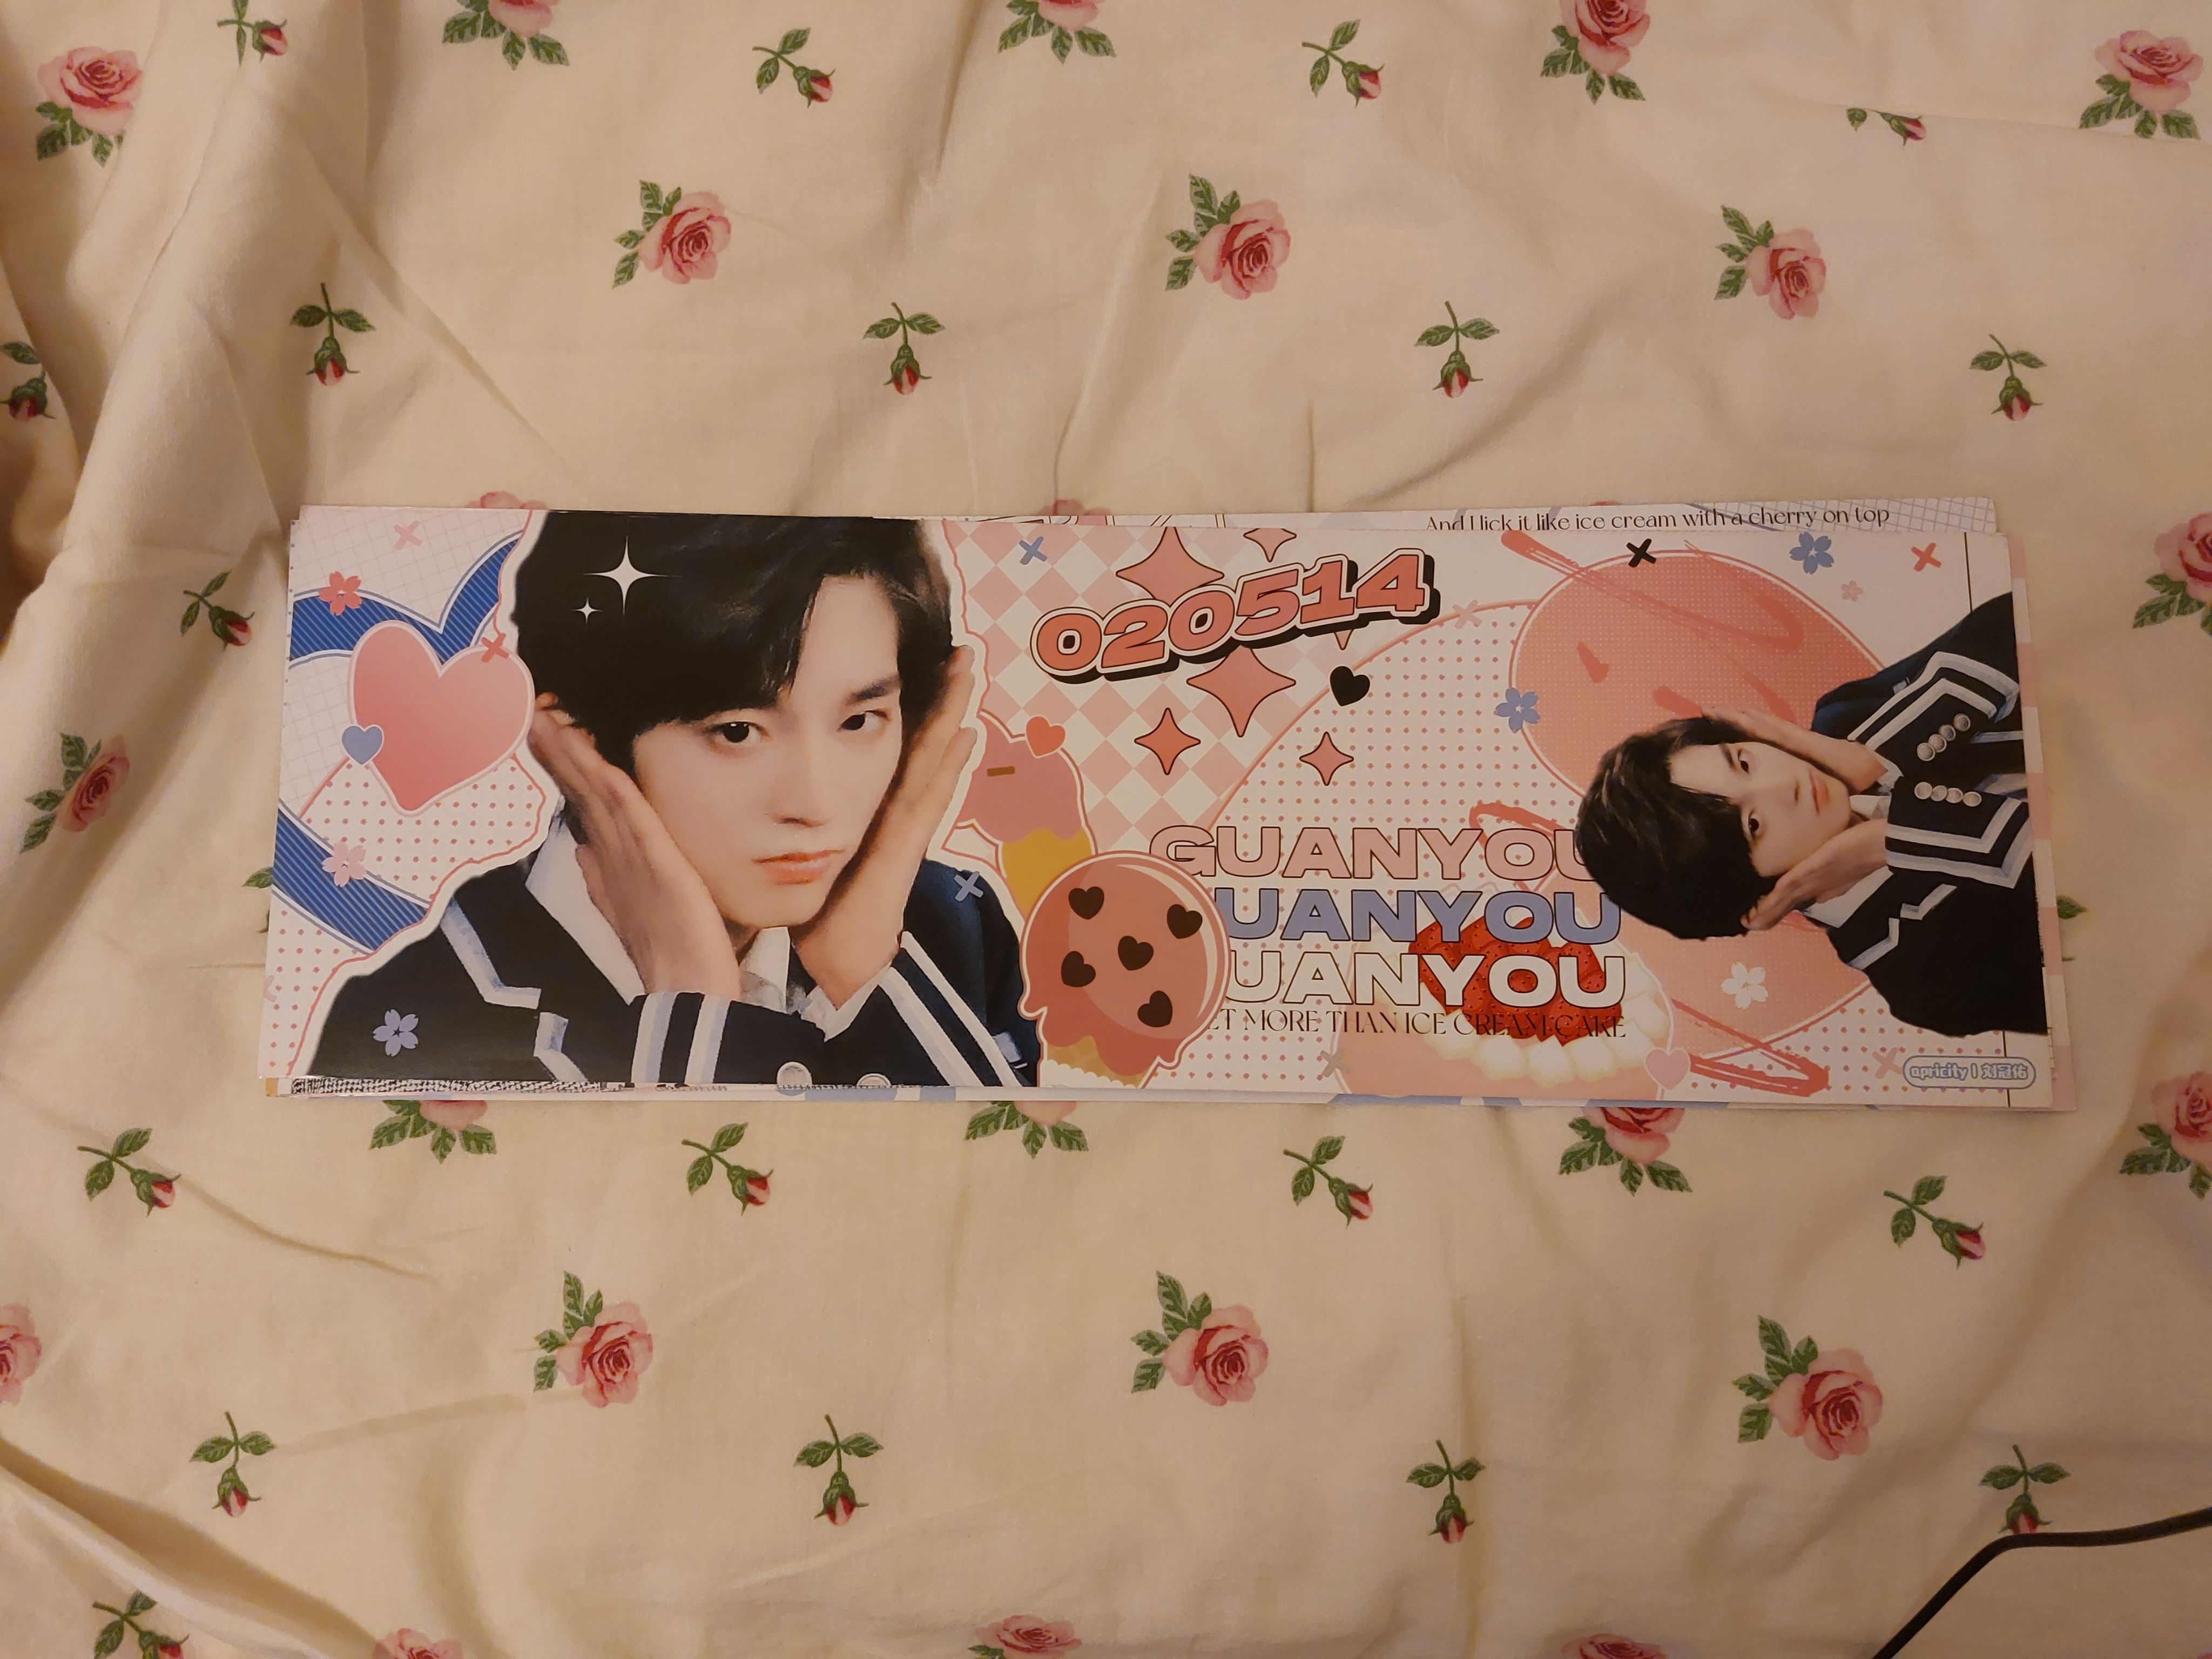 And I lick it like ice cream with a cherry on top
020514
GUANYOU
UANYOU
UANYOU
MORE THAN ICE CREAM CAKE
apricity | 刘冠佑